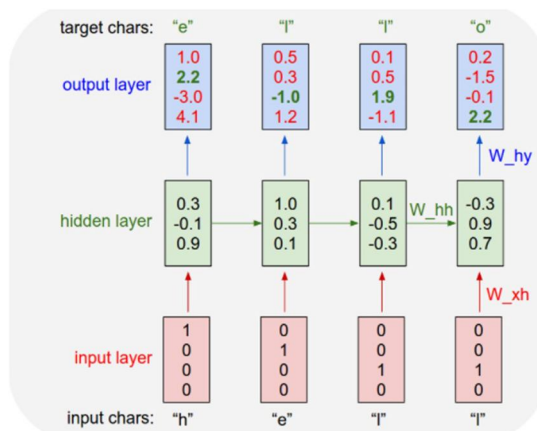 target chars: “e” “l” “l” “o”
output layer
1.0 0.5 0.1 0.2
2.2 0.3 0.5 -1.5
-3.0 -1.0 1.9 -0.1
4.1 1.2 -1.1 2.2
W_hy
hidden layer
0.3 1.0 0.1 -0.3
-0.1 0.3 -0.5 0.9
0.9 0.1 -0.3 0.7
W_hh
W_xh
input layer
1 0 0 0
0 1 0 0
0 0 1 1
0 0 0 0
input chars: “h” “e” “l” “l”